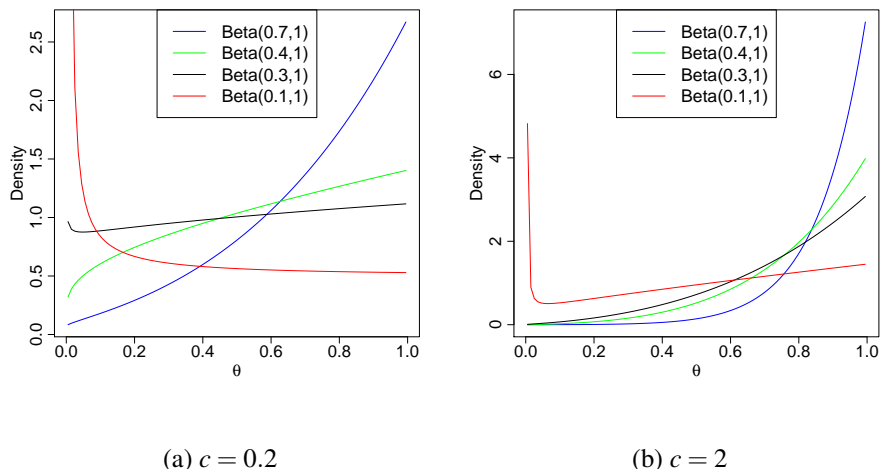 Beta(0.7,1)
Beta(0.4,1)
Beta(0.3,1)
Beta(0.1,1)
Density
2.5
2.0
1.5
1.0
0.5
0.0
0.0 0.2 0.4 0.6 0.8 1.0
θ
(a) c = 0.2
Beta(0.7,1)
Beta(0.4,1)
Beta(0.3,1)
Beta(0.1,1)
Density
6
4
2
0
0.0 0.2 0.4 0.6 0.8 1.0
θ
(b) c = 2